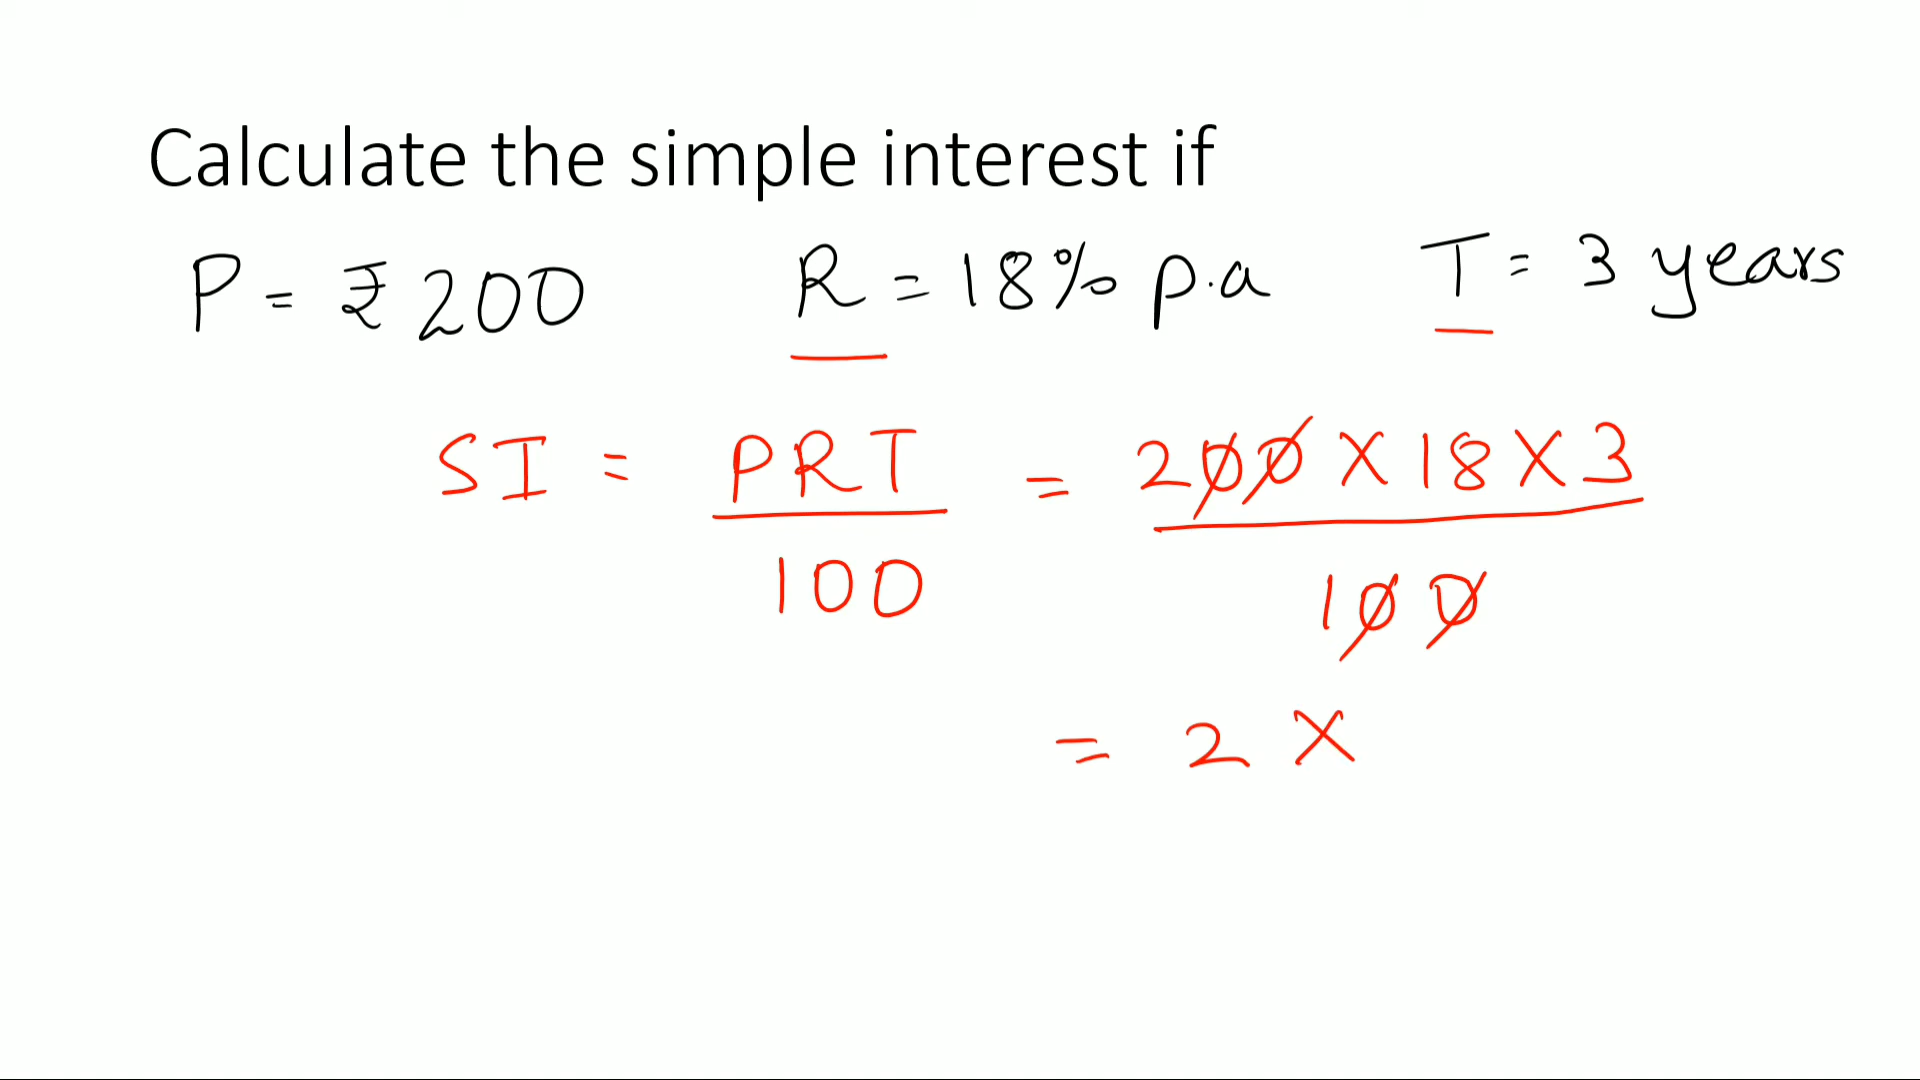 Calculate the simple interest if
P = ₹ 200 R = 18% p.a T = 3 years
SI = PRT = 200 X 18 X 3
100 100
= 2 X